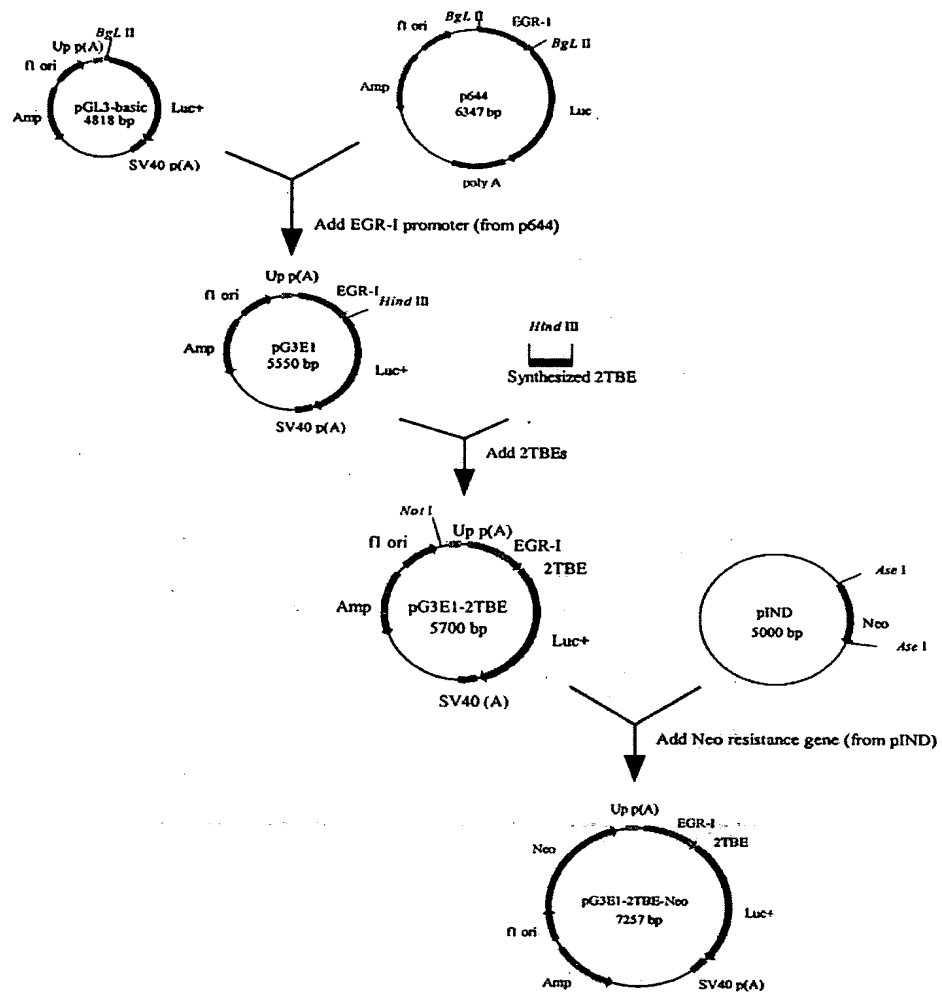 BgL II
Up p(A)
f1 ori
Amp
pGL3-basic
4818 bp
Luc+
SV40 p(A)
BgL II
EGR-I
f1 ori
BgL II
Amp
p644
6347 bp
Luc
poly A
Add EGR-I promoter (from p644)
Up p(A)
f1 ori
EGR-I
Hind III
Amp
pG3E1
5550 bp
Luc+
SV40 p(A)
Hind III
Synthesized 2TBE
Add 2TBEs
Not I
Up p(A)
f1 ori
EGR-I
2TBE
Amp
pG3E1-2TBE
5700 bp
Luc+
SV40 (A)
Ase I
pIND
5000 bp
Neo
Ase I
Add Neo resistance gene (from pIND)
Up p(A)
EGR-I
2TBE
Neo
pG3E1-2TBE-Neo
7257 bp
Luc+
f1 ori
Amp
SV40 p(A)